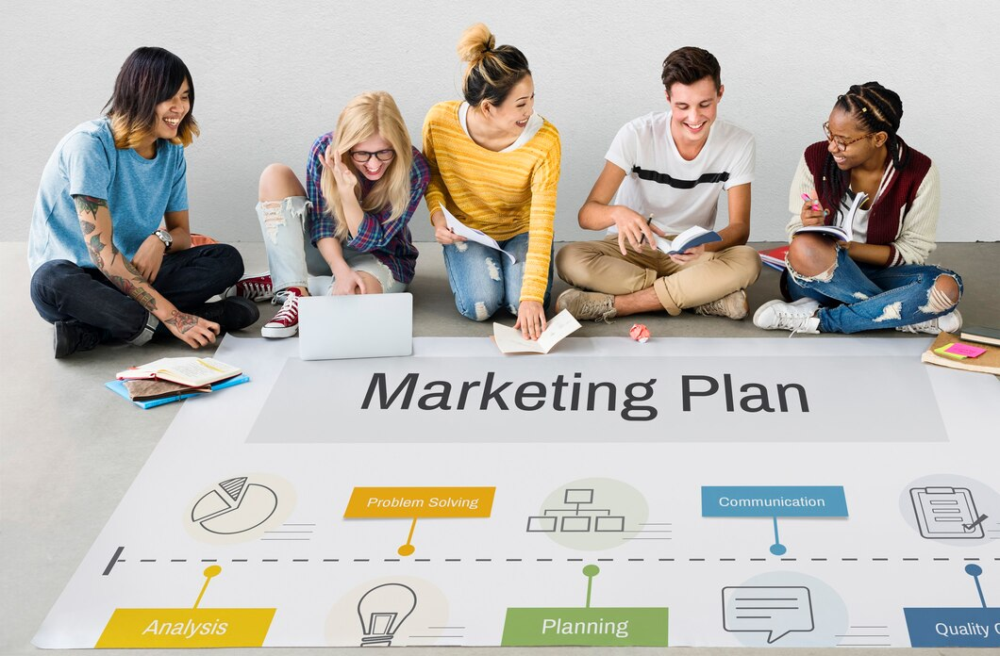 Marketing Plan
Problem Solving
Communication
Analysis
Planning
Quality